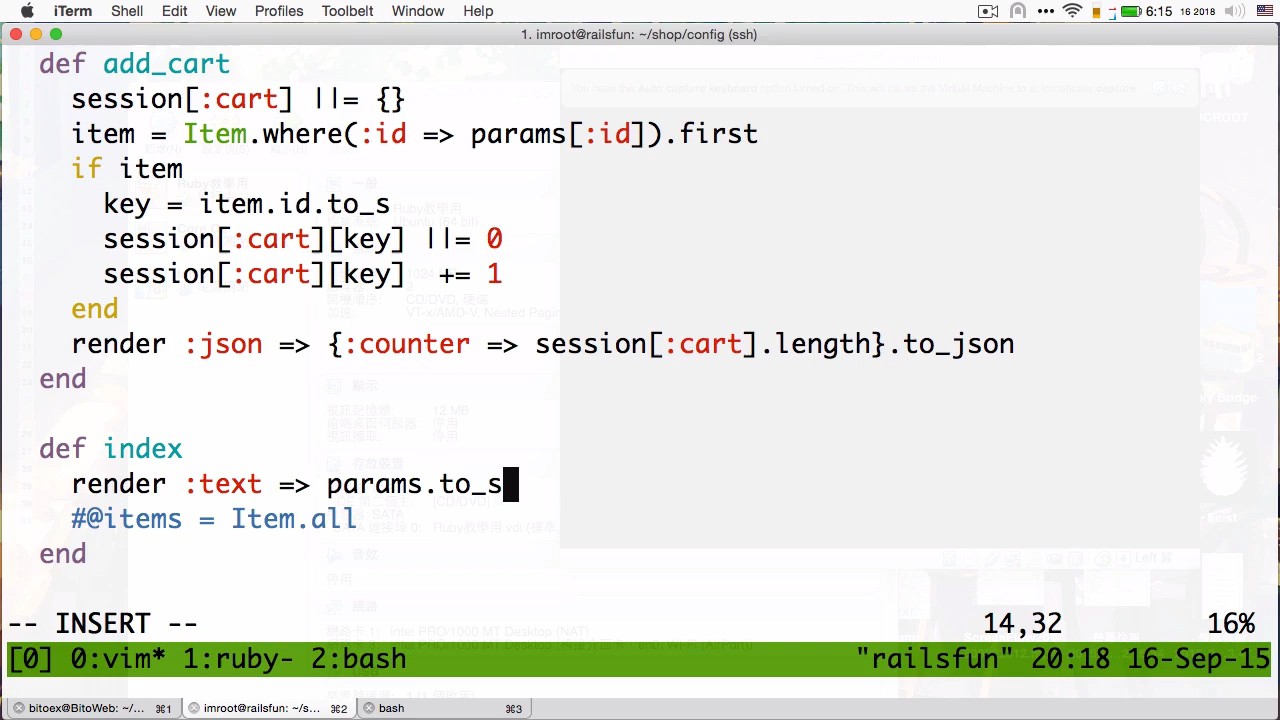 iTerm Shell Edit View Profiles Toolbelt Window Help 6:15 16 2018
1. imroot@railsfun: ~/shop/config (ssh)
def add_cart
session[:cart] ||= {}
item = Item.where(:id => params[:id]).first
if item
key = item.id.to_s
session[:cart][key] ||= 0
session[:cart][key] += 1
end
render :json => {:counter => session[:cart].length}.to_json
end
def index
render :text => params.to_s
#@items = Item.all
end
-- INSERT -- 14,32 16%
[0] 0:vim* 1:ruby- 2:bash "railsfun" 20:18 16-Sep-15
bitoex@BitoWeb: ~/... ⌘1 imroot@railsfun: ~/s... ⌘2 bash ⌘3